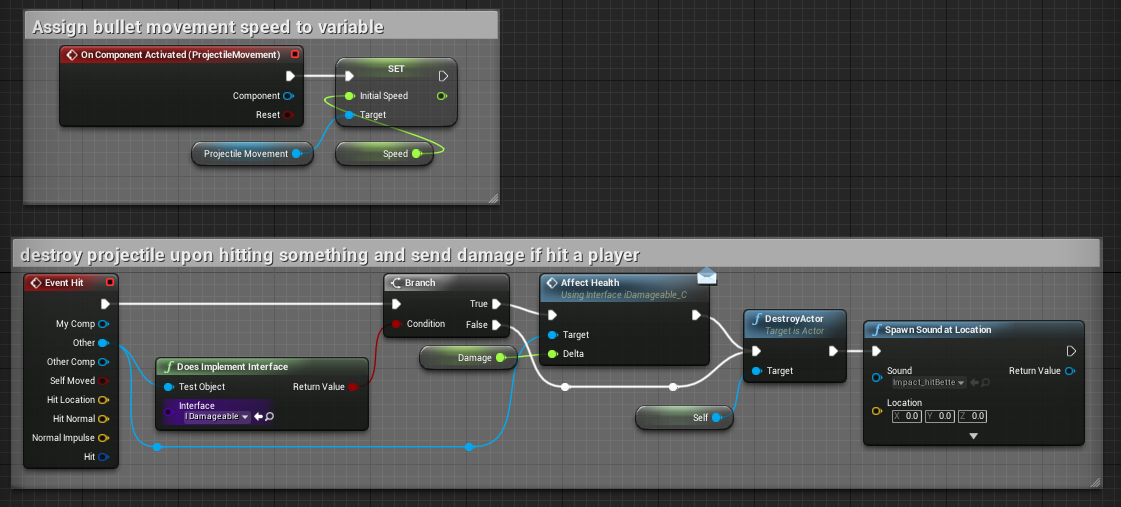 Assign bullet movement speed to variable
On Component Activated (ProjectileMovement)
Component
Reset
SET
Initial Speed
Target
Projectile Movement
Speed
destroy projectile upon hitting something and send damage if hit a player
Event Hit
My Comp
Other
Other Comp
Self Moved
Hit Location
Hit Normal
Normal Impulse
Hit
Does Implement Interface
Test Object
Return Value
Interface
I Damageable
Branch
True
Condition
False
Affect Health
Using Interface iDamageable_C
Target
Delta
Damage
DestroyActor
Target is Actor
Target
Self
Spawn Sound at Location
Sound
Return Value
Impact_hitBette
Location
X 0.0 Y 0.0 Z 0.0